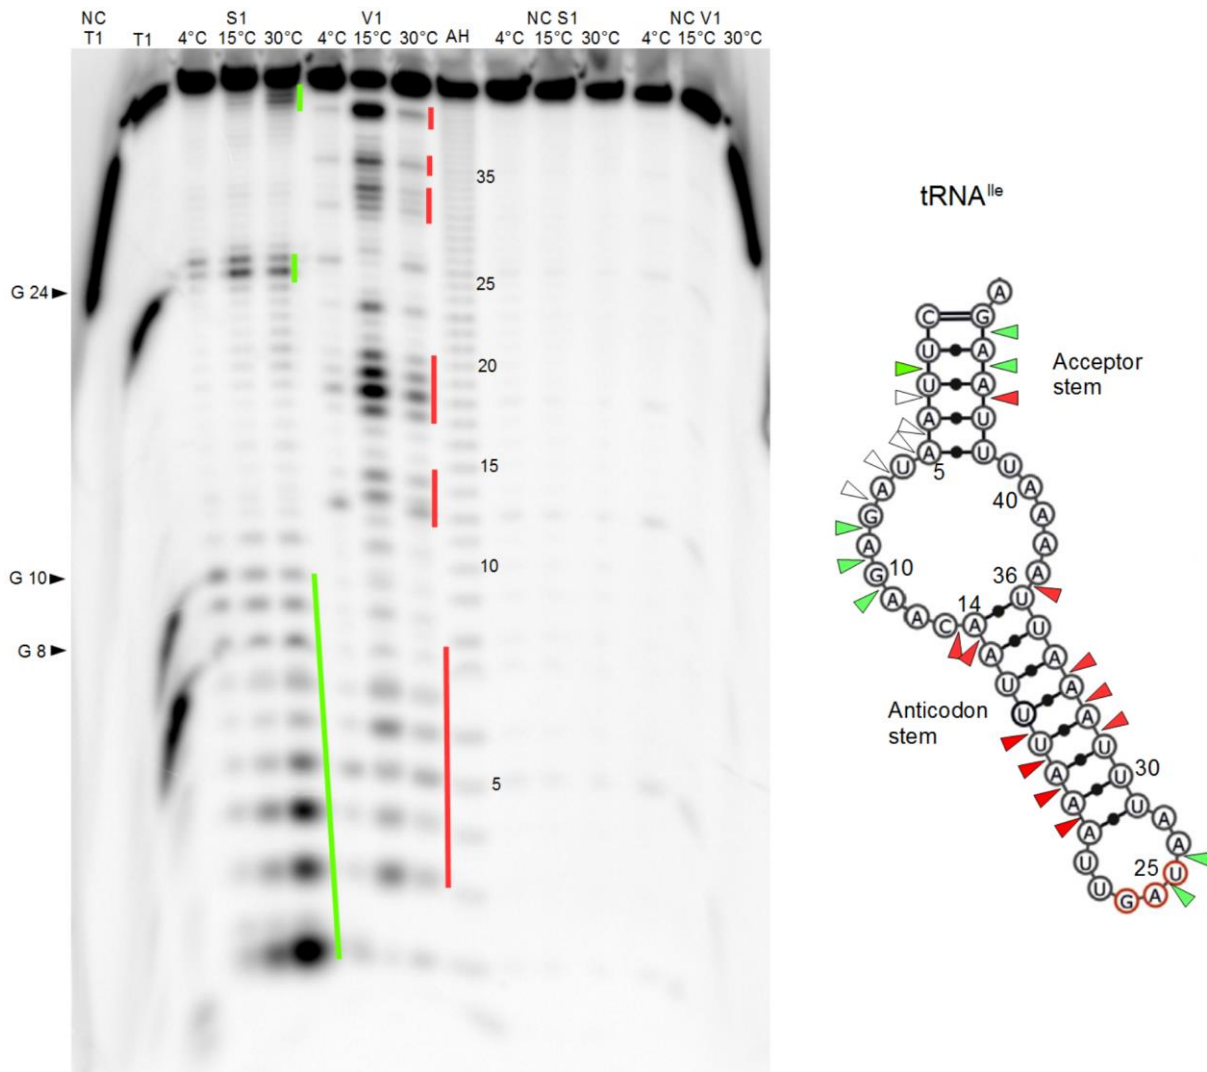 NC S1 V1 NC S1 NC V1
T1 T1 4°C 15°C 30°C 4°C 15°C 30°C AH 4°C 15°C 30°C 4°C 15°C 30°C
35
25
G 24
20
15
10
G 10
G 8
5
tRNA^Ile
A
C G
U A
U A
A U
A U
5
Acceptor stem
U U
A A
G A
A A
G A
A U
A U
C A
A A
A A
U U
U U
U U
A A
A A
A U
U A
U G
40
10
36
14
Anticodon stem
30
25